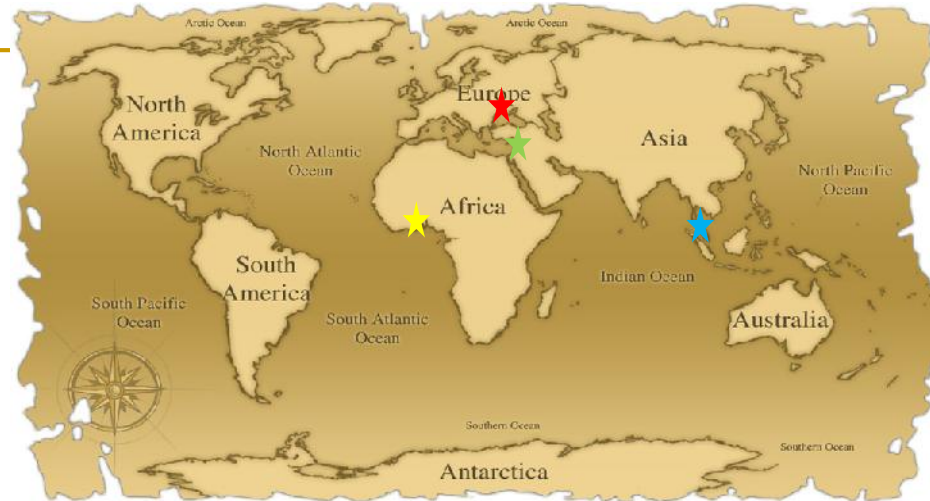 Arctic Ocean
Arctic Ocean
Europe
North
America
Asia
North Atlantic
Ocean
North Pacific
Ocean
Africa
South
America
Indian Ocean
South Pacific
Ocean
South Atlantic
Ocean
Australia
Southern Ocean
Southern Ocean
Antarctica